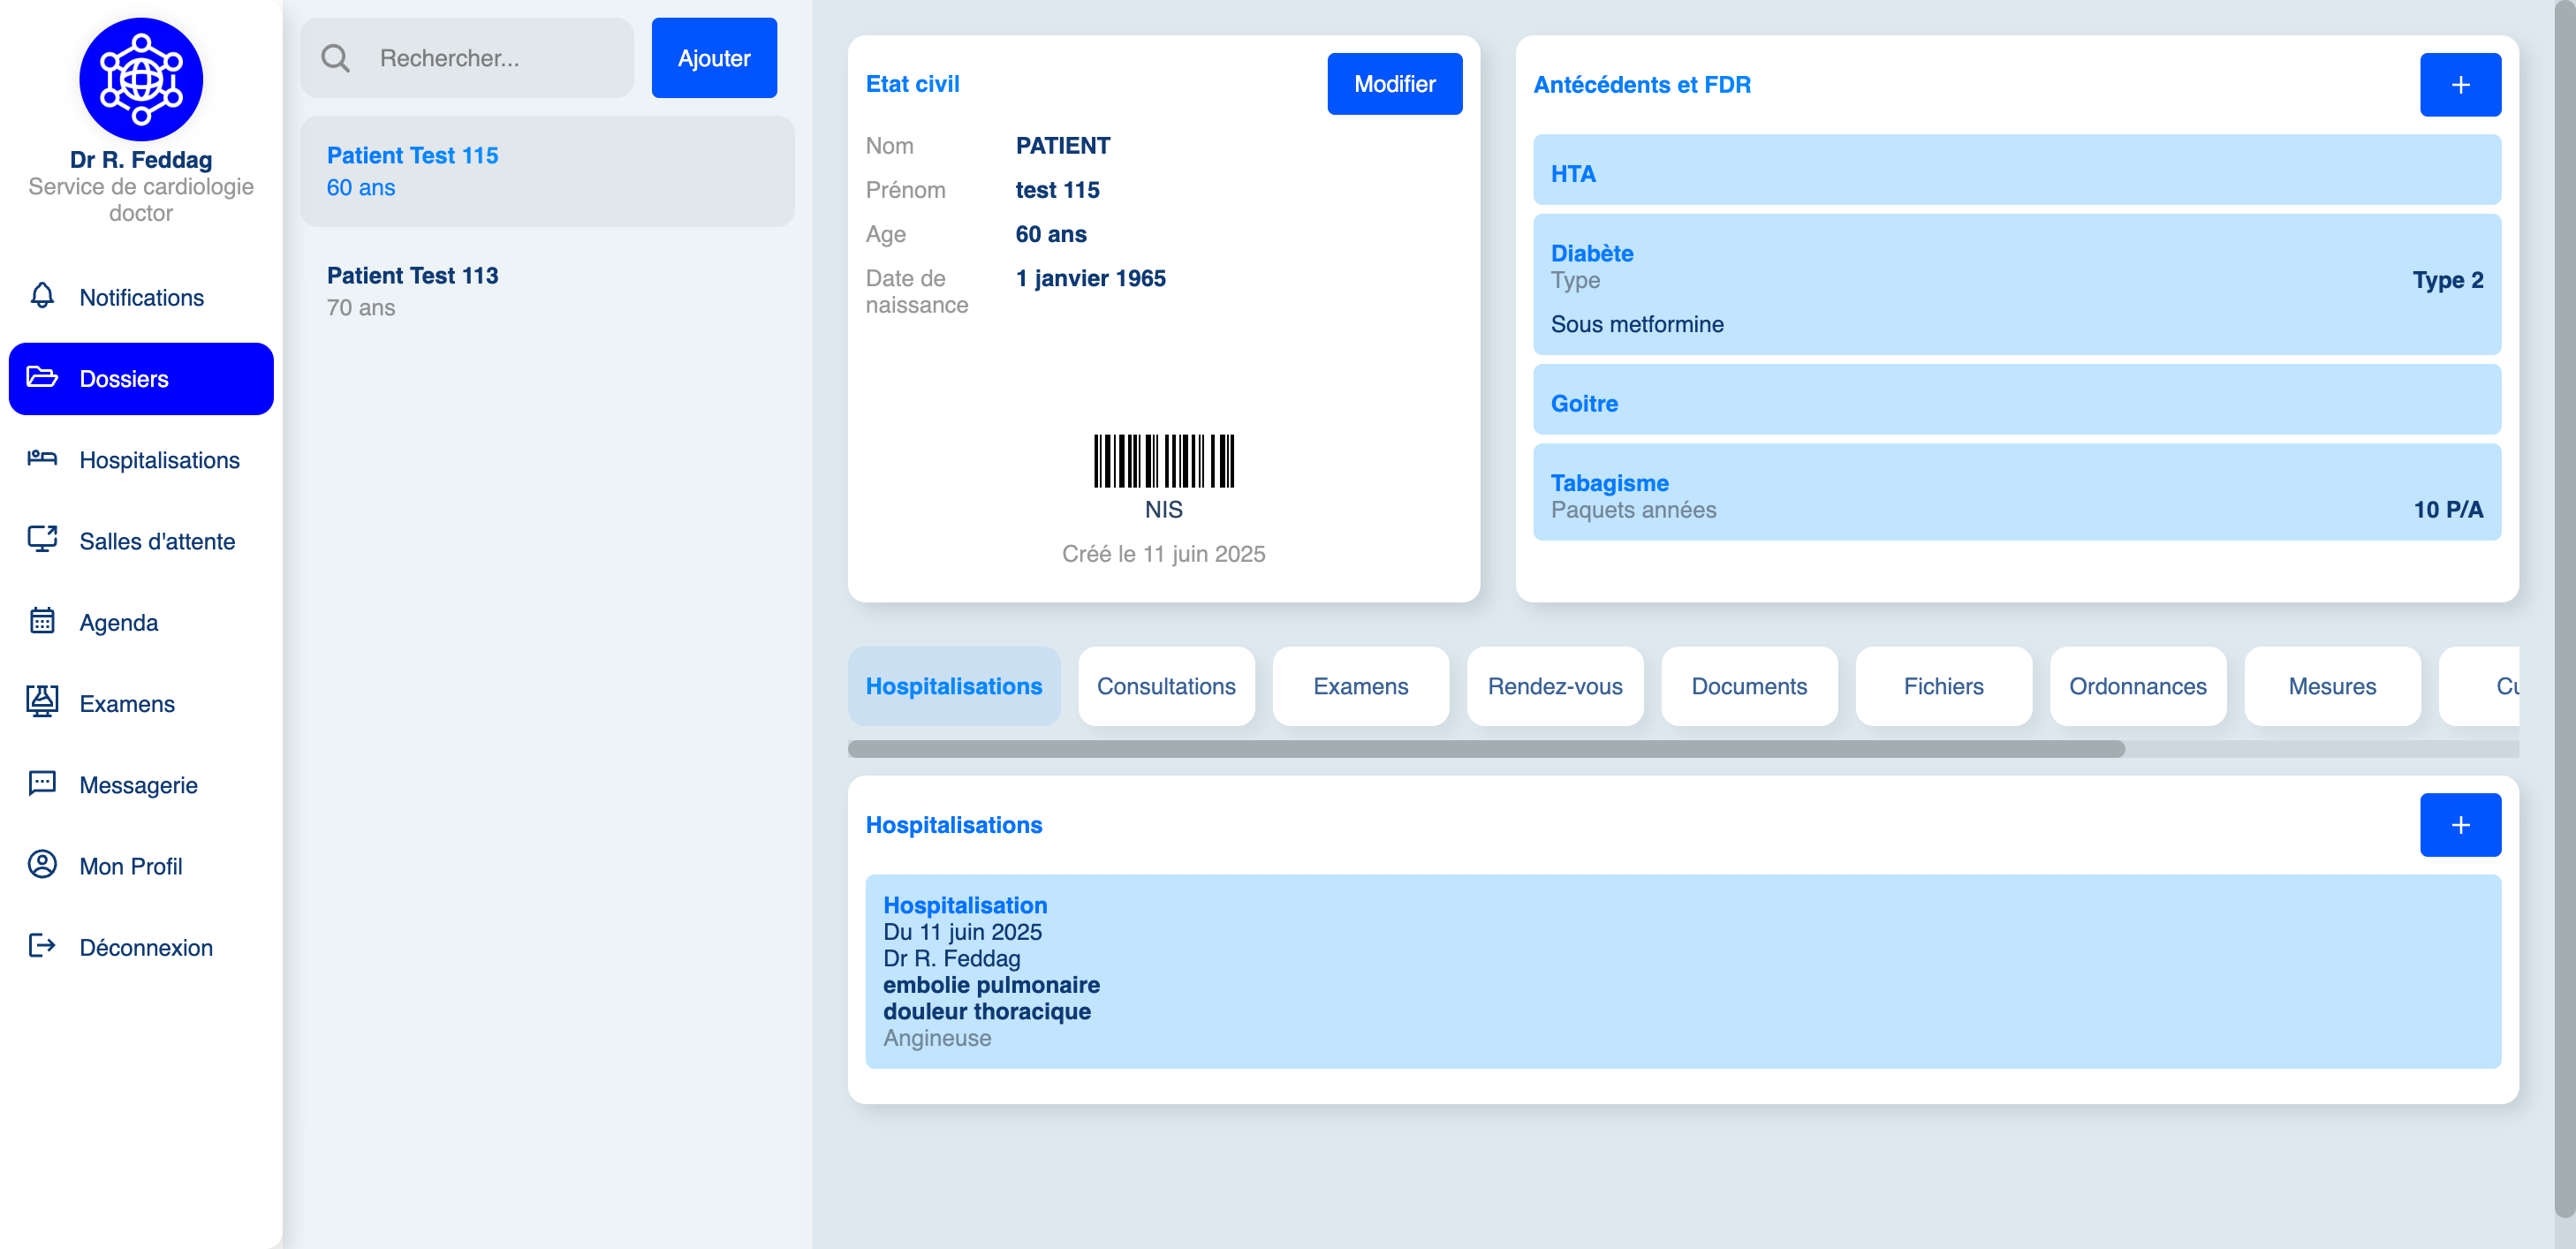 Dr R. Feddag
Service de cardiologie
doctor
Notifications
Dossiers
Hospitalisations
Salles d'attente
Agenda
Examens
Messagerie
Mon Profil
Déconnexion
Rechercher...
Ajouter
Patient Test 115
60 ans
Patient Test 113
70 ans
Etat civil
Modifier
Nom PATIENT
Prénom test 115
Age 60 ans
Date de naissance 1 janvier 1965
NIS
Créé le 11 juin 2025
Antécédents et FDR
+
HTA
Diabète
Type Type 2
Sous metformine
Goitre
Tabagisme
Paquets années 10 P/A
Hospitalisations
Consultations
Examens
Rendez-vous
Documents
Fichiers
Ordonnances
Mesures
Hospitalisations
+
Hospitalisation
Du 11 juin 2025
Dr R. Feddag
embolie pulmonaire
douleur thoracique
Angineuse